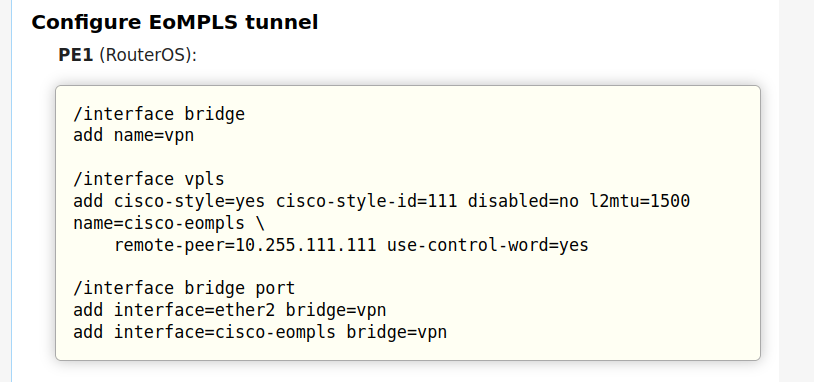 Configure EoMPLS tunnel
PE1 (RouterOS):
/interface bridge
add name=vpn
/interface vpls
add cisco-style=yes cisco-style-id=111 disabled=no l2mtu=1500
name=cisco-eompls \
remote-peer=10.255.111.111 use-control-word=yes
/interface bridge port
add interface=ether2 bridge=vpn
add interface=cisco-eompls bridge=vpn